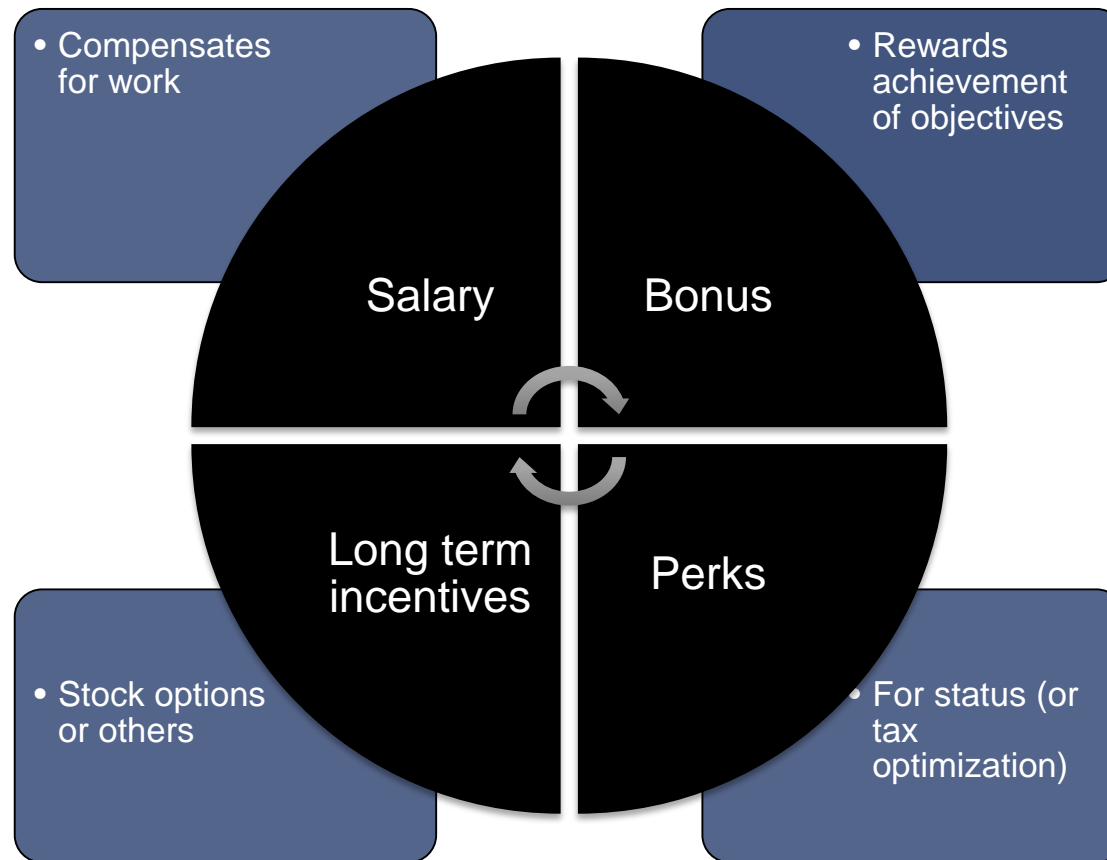 • Compensates
for work
• Rewards
achievement
of objectives
Salary
Bonus
Long term
incentives
Perks
• Stock options
or others
• For status (or
tax
optimization)